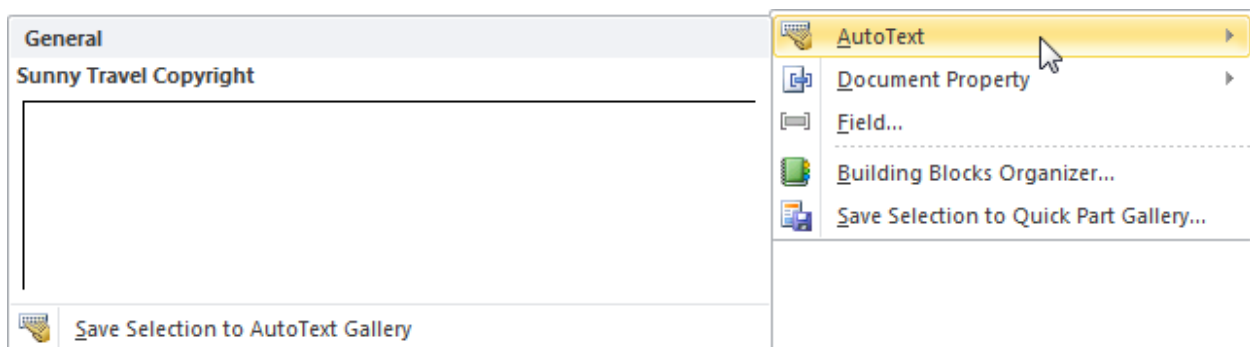 General
Sunny Travel Copyright
Save Selection to AutoText Gallery
AutoText
Document Property
Field...
Building Blocks Organizer...
Save Selection to Quick Part Gallery...